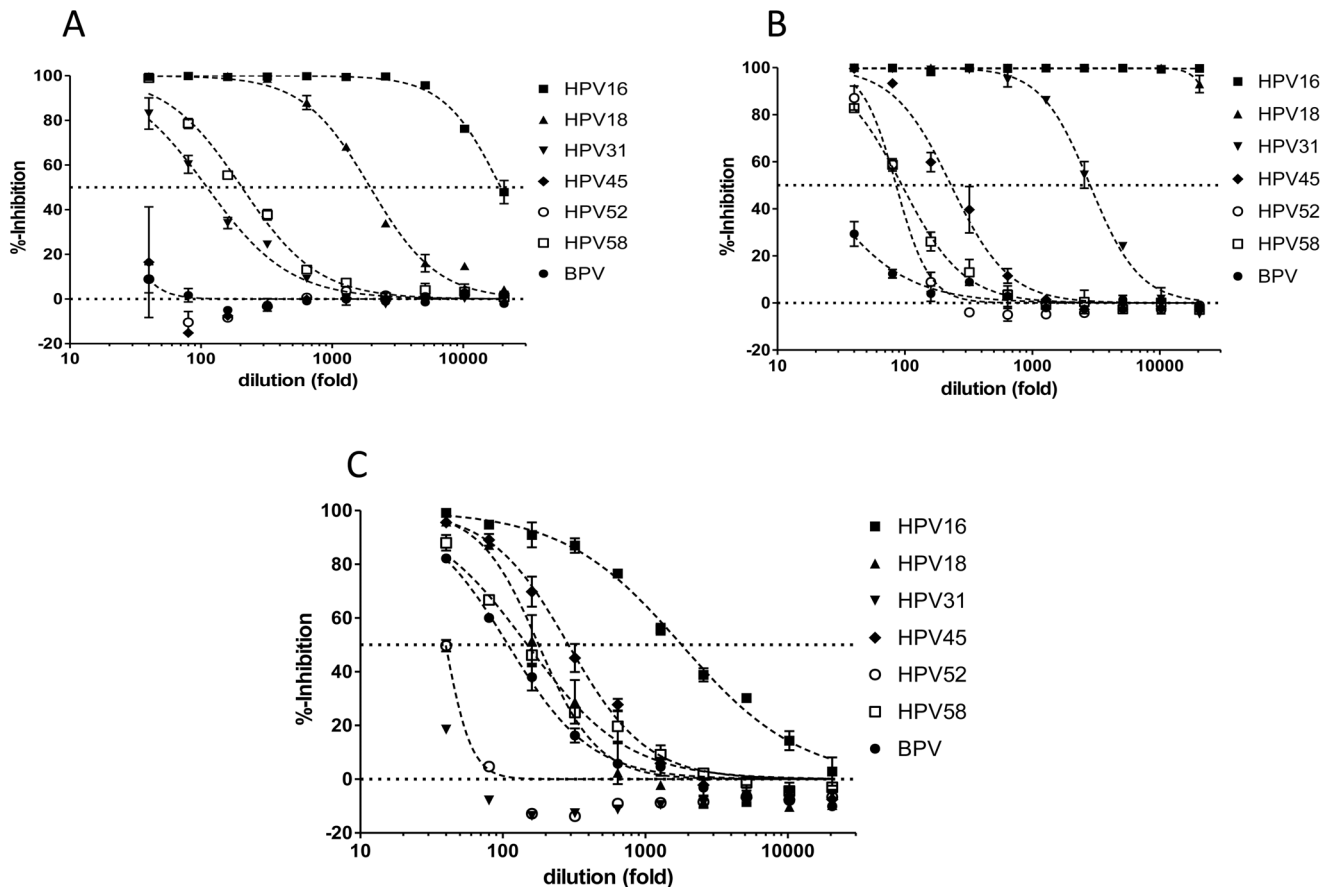 A
100
80
60
40
20
0
-20
%-Inhibition
10
100
1000
10000
dilution (fold)
HPV16
HPV18
HPV31
HPV45
HPV52
HPV58
BPV
B
100
80
60
40
20
0
-20
%-Inhibition
10
100
1000
10000
dilution (fold)
HPV16
HPV18
HPV31
HPV45
HPV52
HPV58
BPV
C
100
80
60
40
20
0
-20
%-Inhibition
10
100
1000
10000
dilution (fold)
HPV16
HPV18
HPV31
HPV45
HPV52
HPV58
BPV